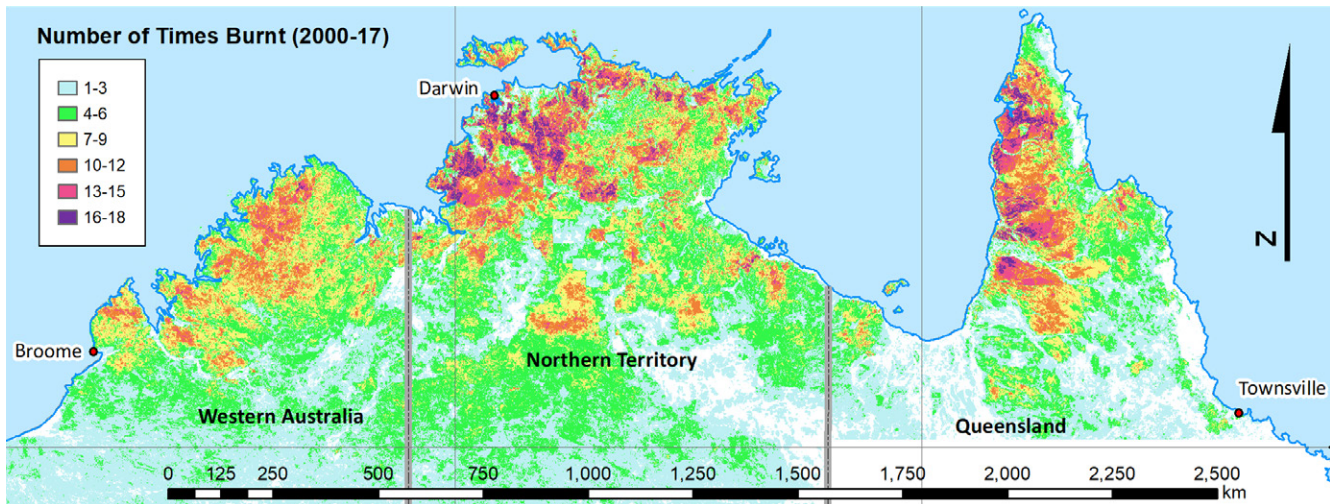 Number of Times Burnt (2000-17)
1-3
4-6
7-9
10-12
13-15
16-18
Darwin
Broome
Northern Territory
Western Australia
Townsville
Queensland
N
0 125 250 500 750 1,000 1,250 1,500 1,750 2,000 2,250 2,500
km